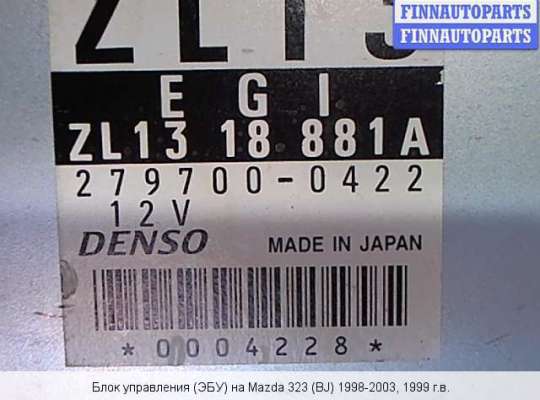 FINNAUTOPARTS
FINNAUTOPARTS
ZL13
E G I
ZL13 18 881A
279700-0422
12V
DENSO MADE IN JAPAN
*0004228*
Блок управления (ЭБУ) на Mazda 323 (BJ) 1998-2003, 1999 г.в.